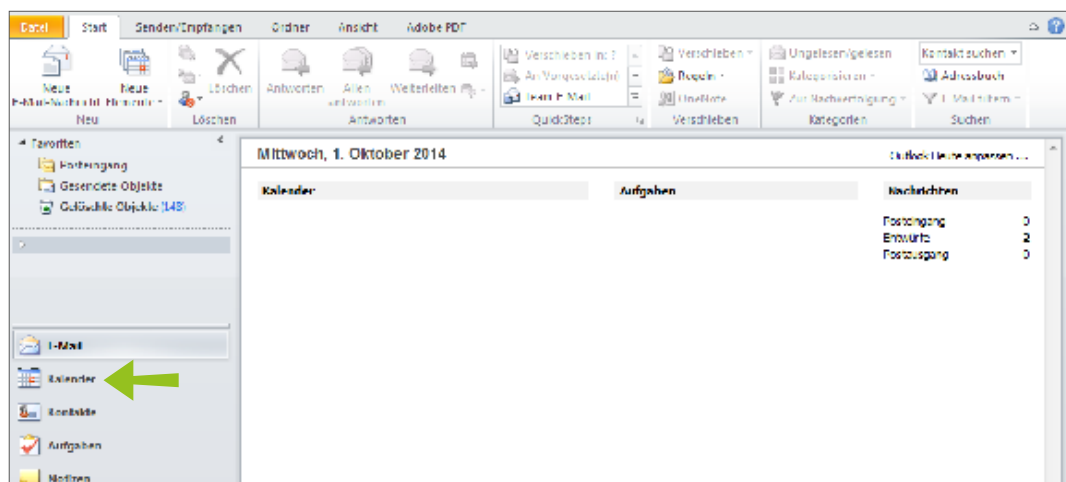 Datei Start Senden/Empfangen Ordner Ansicht Adobe PDF
Neue E-Mail-Nachricht
Neue Elemente
Löschen
Antworten
Allen antworten
Weiterleiten
Verschieben in: ?
An Vorgesetzte(n)
Team-E-Mail
Verschieben
Regeln
OneNote
Ungelesen/gelesen
Kategorisieren
Zur Nachverfolgung
Kontakt suchen
Adressbuch
E-Mail filtern
Neu Löschen Antworten QuickSteps Verschieben Kategorien Suchen
Favoriten
Posteingang
Gesendete Objekte
Gelöschte Objekte (143)
E-Mail
Kalender
Kontakte
Aufgaben
Notizen
Mittwoch, 1. Oktober 2014
Outlook Heute anpassen ...
Kalender Aufgaben Nachrichten
Posteingang 0
Entwürfe 2
Postausgang 0